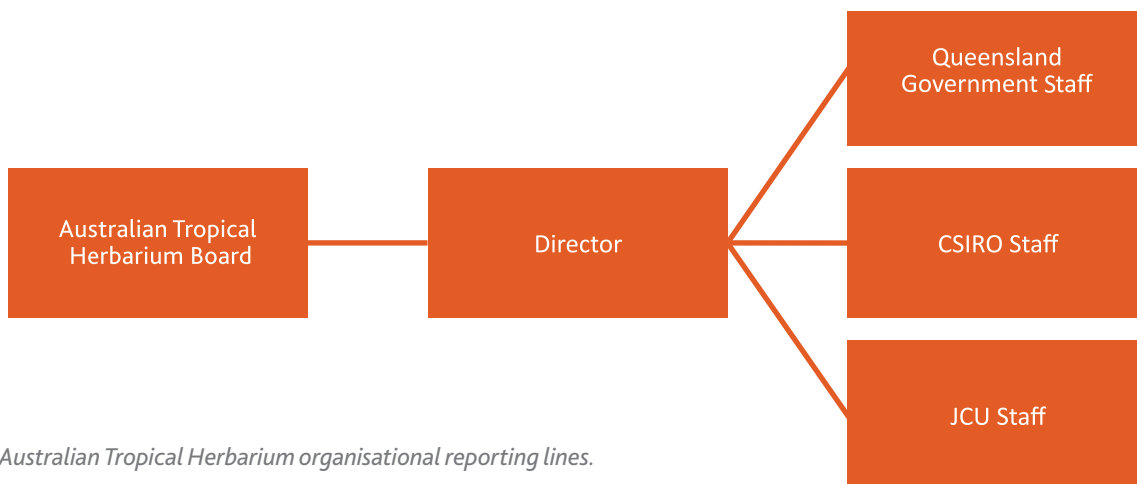 Queensland
Government Staff
Australian Tropical
Herbarium Board
Director
CSIRO Staff
JCU Staff
Australian Tropical Herbarium organisational reporting lines.